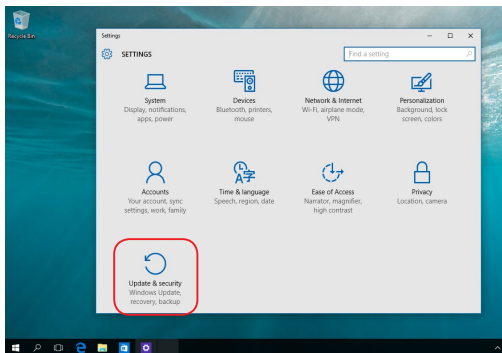 Recycle Bin
Settings
SETTINGS
Find a setting
System
Display, notifications,
apps, power
Devices
Bluetooth, printers,
mouse
Network & Internet
Wi-Fi, airplane mode,
VPN
Personalization
Background, lock
screen, colors
Accounts
Your account, sync
settings, work, family
Time & language
Speech, region, date
Ease of Access
Narrator, magnifier,
high contrast
Privacy
Location, camera
Update & security
Windows Update,
recovery, backup